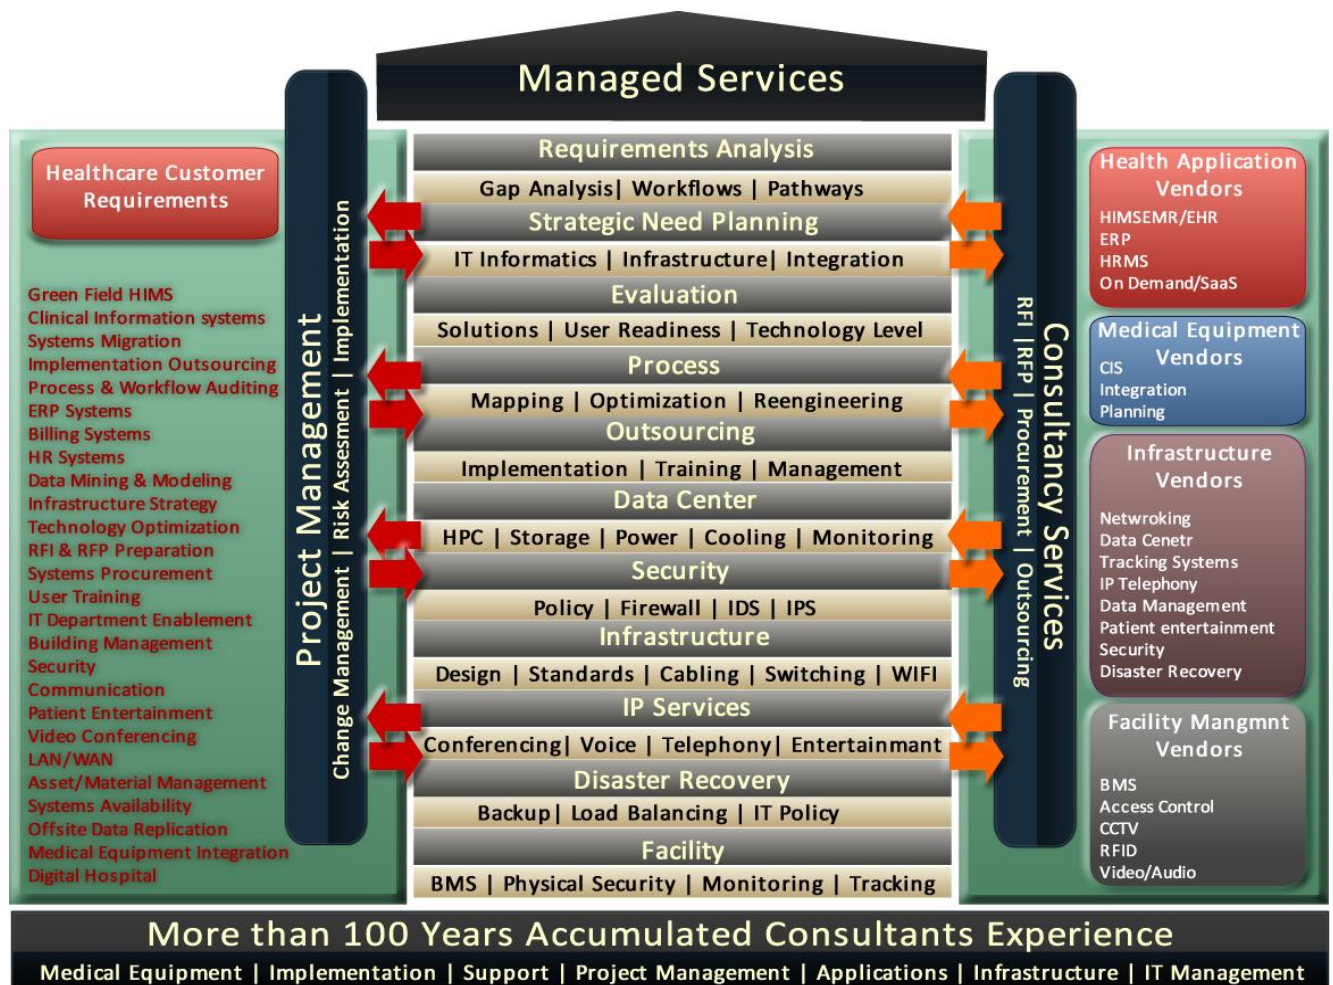 Managed Services
Healthcare Customer
Requirements
Green Field HIMS
Clinical Information systems
Systems Migration
Implementation Outsourcing
Process & Workflow Auditing
ERP Systems
Billing Systems
HR Systems
Data Mining & Modeling
Infrastructure Strategy
Technology Optimization
RFI & RFP Preparation
Systems Procurement
User Training
IT Department Enablement
Building Management
Security
Communication
Patient Entertainment
Video Conferencing
LAN/WAN
Asset/Material Management
Systems Availability
Offsite Data Replication
Medical Equipment Integration
Digital Hospital
Project Management
Change Management | Risk Assesment | Implementation
Requirements Analysis
Gap Analysis| Workflows | Pathways
Strategic Need Planning
IT Informatics | Infrastructure| Integration
Evaluation
Solutions | User Readiness | Technology Level
Process
Mapping | Optimization | Reengineering
Outsourcing
Implementation | Training | Management
Data Center
HPC | Storage | Power | Cooling | Monitoring
Security
Policy | Firewall | IDS | IPS
Infrastructure
Design | Standards | Cabling | Switching | WIFI
IP Services
Conferencing| Voice | Telephony| Entertainmant
Disaster Recovery
Backup| Load Balancing | IT Policy
Facility
BMS | Physical Security | Monitoring | Tracking
Consultancy Services
RFI |RFP | Procurement | Outsourcing
Health Application
Vendors
HIMSEMR/EHR
ERP
HRMS
On Demand/SaaS
Medical Equipment
Vendors
CIS
Integration
Planning
Infrastructure
Vendors
Netwroking
Data Cenetr
Tracking Systems
IP Telephony
Data Management
Patient entertainment
Security
Disaster Recovery
Facility Mangmnt
Vendors
BMS
Access Control
CCTV
RFID
Video/Audio
More than 100 Years Accumulated Consultants Experience
Medical Equipment | Implementation | Support | Project Management | Applications | Infrastructure | IT Management